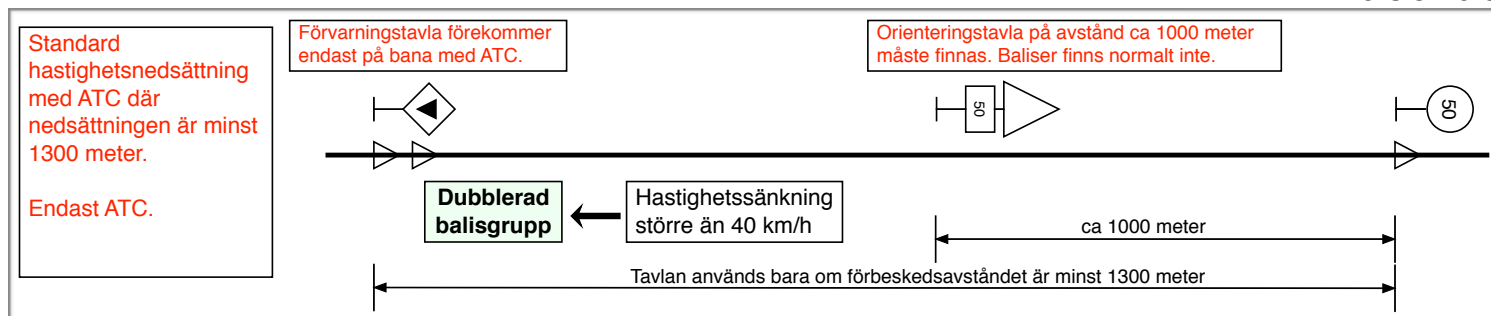 Standard
hastighetsnedsättning
med ATC där
nedsättningen är minst
1300 meter.
Endast ATC.
Förvarningstavla förekommer
endast på bana med ATC.
Orienteringstavla på avstånd ca 1000 meter
måste finnas. Baliser finns normalt inte.
50
50
Dubblerad
balisgrupp
Hastighetssänkning
större än 40 km/h
ca 1000 meter
Tavlan används bara om förbeskedsavståndet är minst 1300 meter